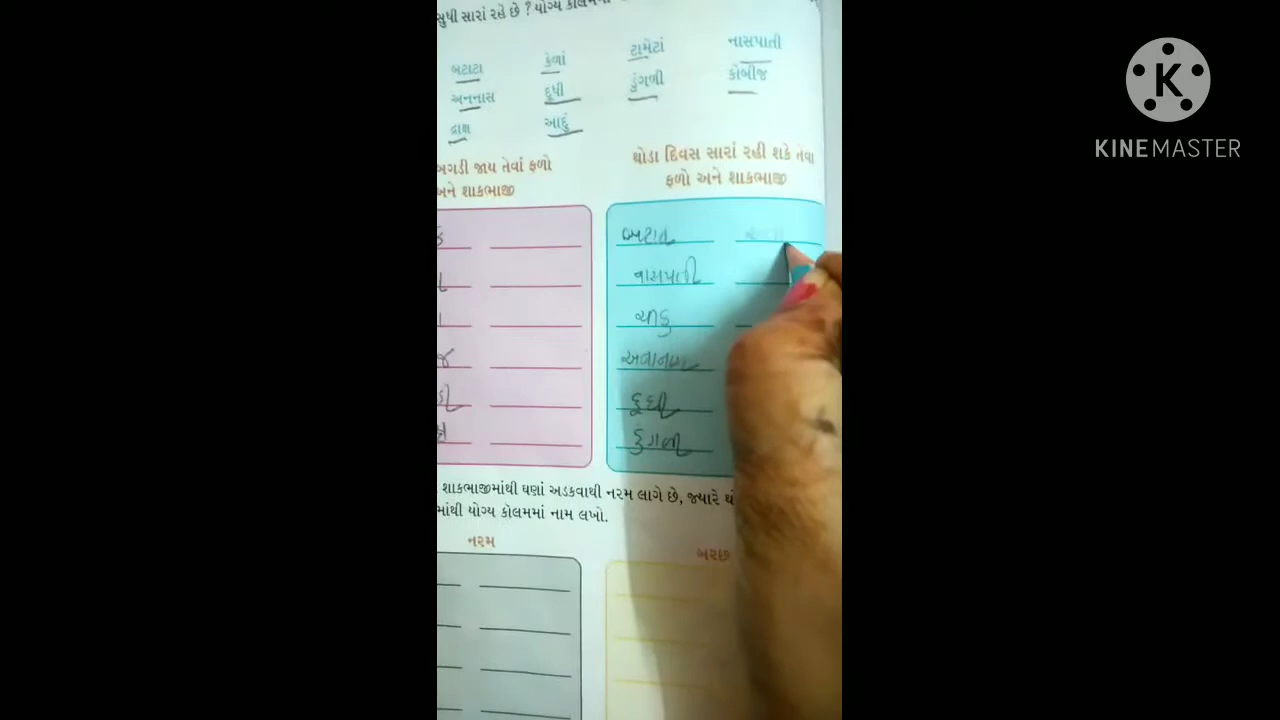 સુધી સારાં રહે છે ? યોગ્ય કૉલમમાં
બટાટા કેળાં ટામેટાં નાસપાતી
અનનાસ દૂધી ડુંગળી કોબીજ
દ્રાક્ષ આદું
બગડી જાય તેવાં ફળો
અને શાકભાજી
થોડા દિવસ સારાં રહી શકે તેવા
ફળો અને શાકભાજી
બટાટા
નાસપતી
આદુ
અનાનસ
દૂધી
ડુંગળી
શાકભાજીમાંથી ઘણાં અડકવાથી નરમ લાગે છે, જ્યારે
માંથી યોગ્ય કૉલમમાં નામ લખો.
નરમ
બરછ
K
KINEMASTER